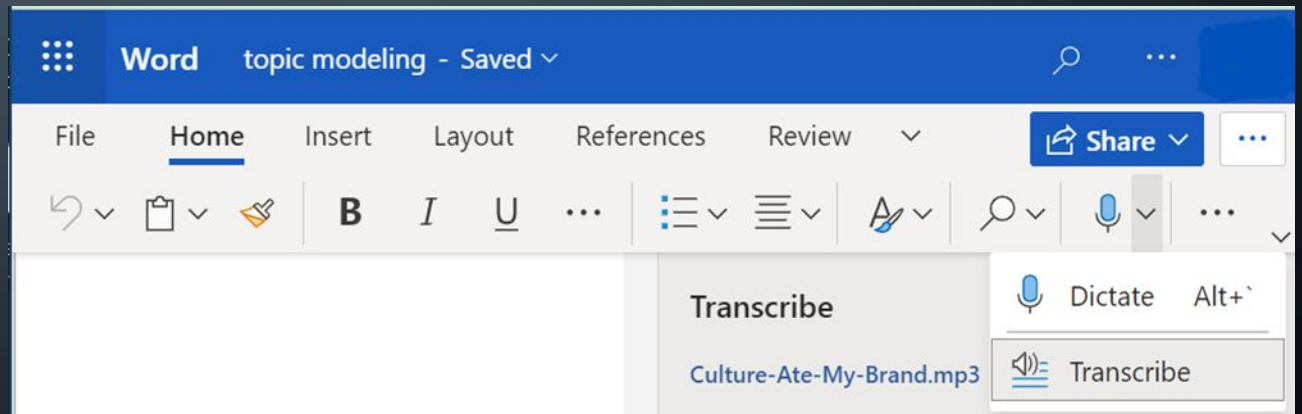 Word topic modeling - Saved
File Home Insert Layout References Review Share
B I U
Transcribe
Culture-Ate-My-Brand.mp3
Dictate Alt+`
Transcribe